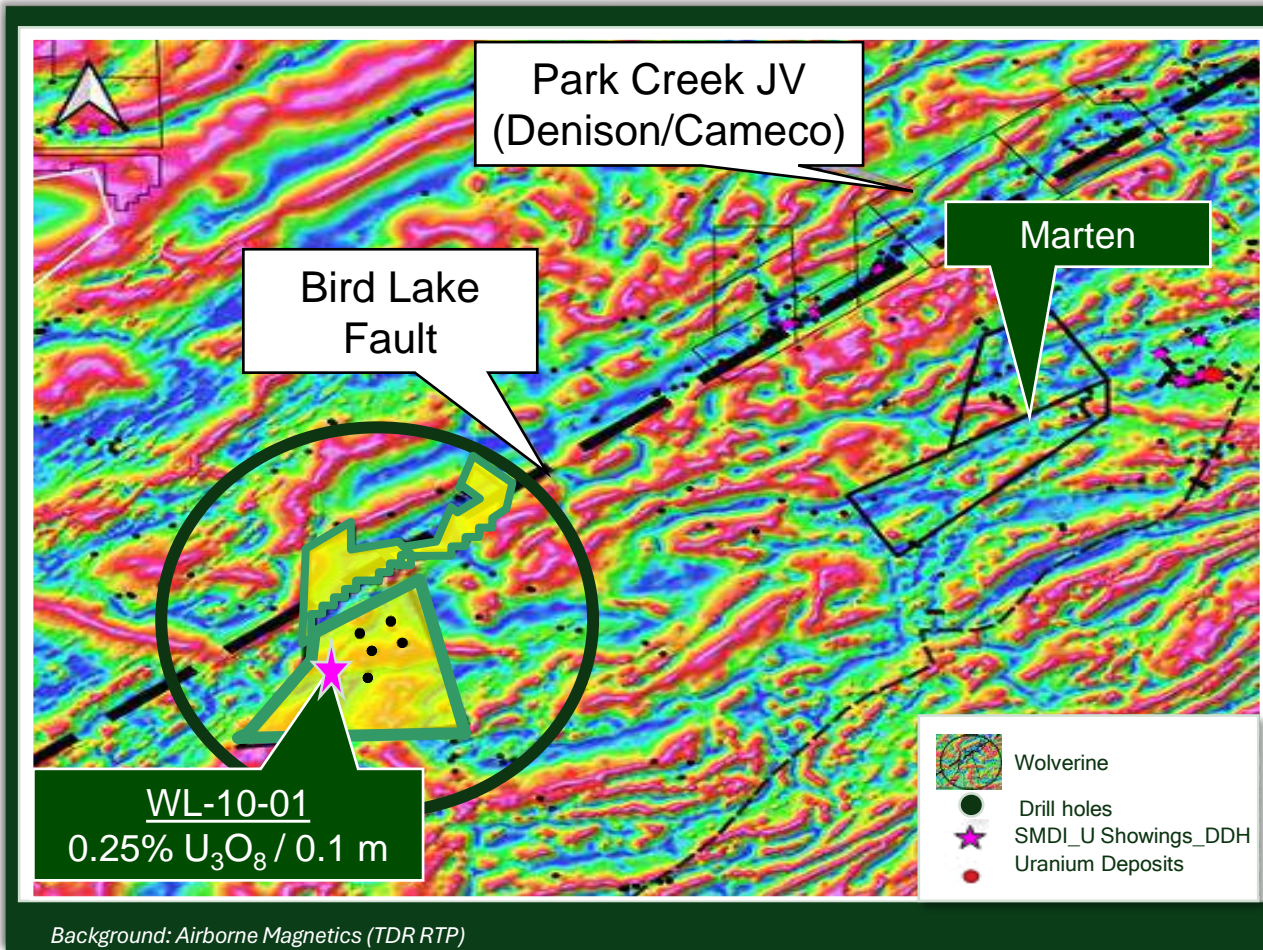 Park Creek JV
(Denison/Cameco)
Marten
Bird Lake
Fault
WL-10-01
0.25% U₃O₈ / 0.1 m
Wolverine
Drill holes
SMDI_U Showings_DDH
Uranium Deposits
Background: Airborne Magnetics (TDR RTP)